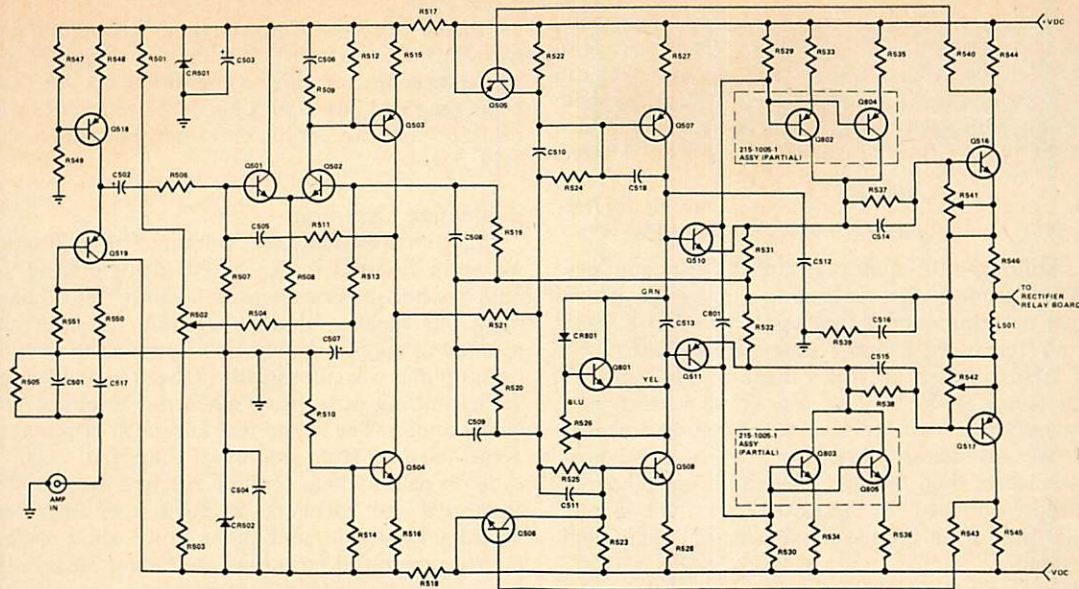 R517
+VDC
R547
R548
R501
CR501
C503
C506
R509
R512
R515
R522
R527
R529
R533
R535
R540
R544
Q505
Q518
Q503
Q507
Q802
Q804
Q516
R549
215-1005-1
ASSY (PARTIAL)
C502
R506
Q501
Q502
C510
R524
C518
R537
R541
C514
Q519
C505
R511
C508
R519
Q510
R531
C512
R546
R507
R508
R513
R502
R504
R521
GRN
C513
C801
R532
C516
R539
TO
RECTIFIER
RELAY BOARD
L501
R551
R550
C507
CR801
Q801
Q511
C515
R538
R542
R505
C501
C517
R520
YEL
BLU
R526
R510
C509
215-1005-1
ASSY
(PARTIAL)
Q517
AMP
IN
C504
CR502
Q504
R525
C511
Q508
Q803
Q805
R503
R514
R516
Q506
R523
R528
R530
R534
R536
R543
R545
R518
-VDC